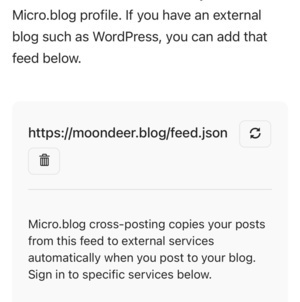 Micro.blog profile. If you have an external
blog such as WordPress, you can add that
feed below.
https://moondeer.blog/feed.json
Micro.blog cross-posting copies your posts
from this feed to external services
automatically when you post to your blog.
Sign in to specific services below.